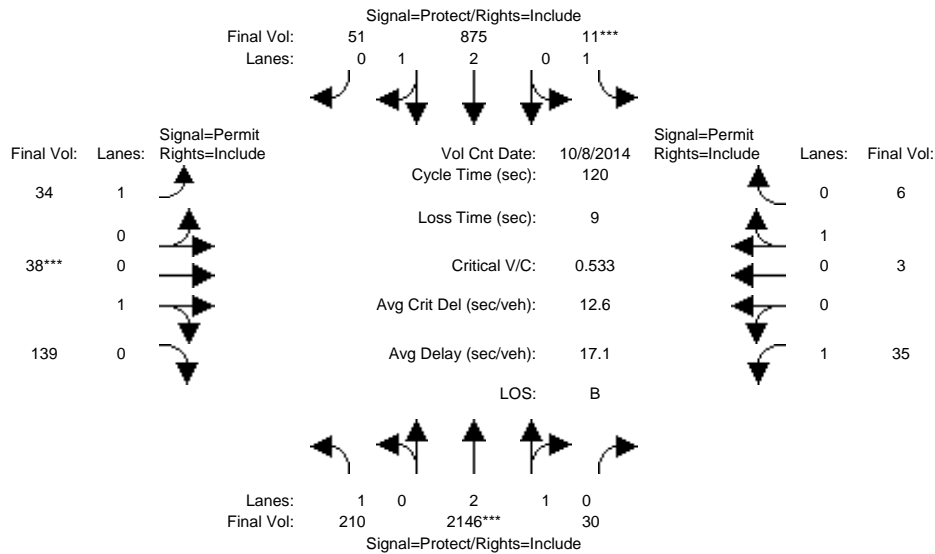 Signal=Protect/Rights=Include
Final Vol: 51 875 11***
Lanes: 0 1 2 0 1
Signal=Permit Signal=Permit
Final Vol: Lanes: Rights=Include Vol Cnt Date: 10/8/2014 Rights=Include Lanes: Final Vol:
Cycle Time (sec): 120
34 1 0 6
Loss Time (sec): 9
0 1
38*** 0 Critical V/C: 0.533 0 3
1 Avg Crit Del (sec/veh): 12.6 0
139 0 Avg Delay (sec/veh): 17.1 1 35
LOS: B
Lanes: 1 0 2 1 0
Final Vol: 210 2146*** 30
Signal=Protect/Rights=Include